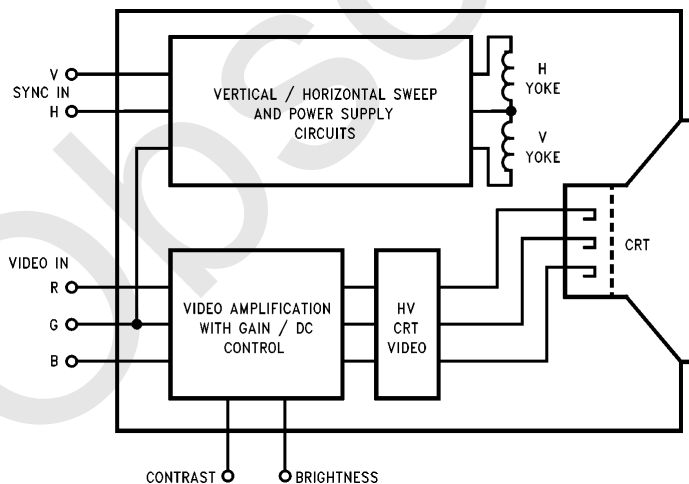 V
SYNC IN
H
VERTICAL / HORIZONTAL SWEEP
AND POWER SUPPLY
CIRCUITS
H
YOKE
V
YOKE
CRT
VIDEO IN
R
G
B
VIDEO AMPLIFICATION
WITH GAIN / DC
CONTROL
HV
CRT
VIDEO
CONTRAST
BRIGHTNESS
Obso